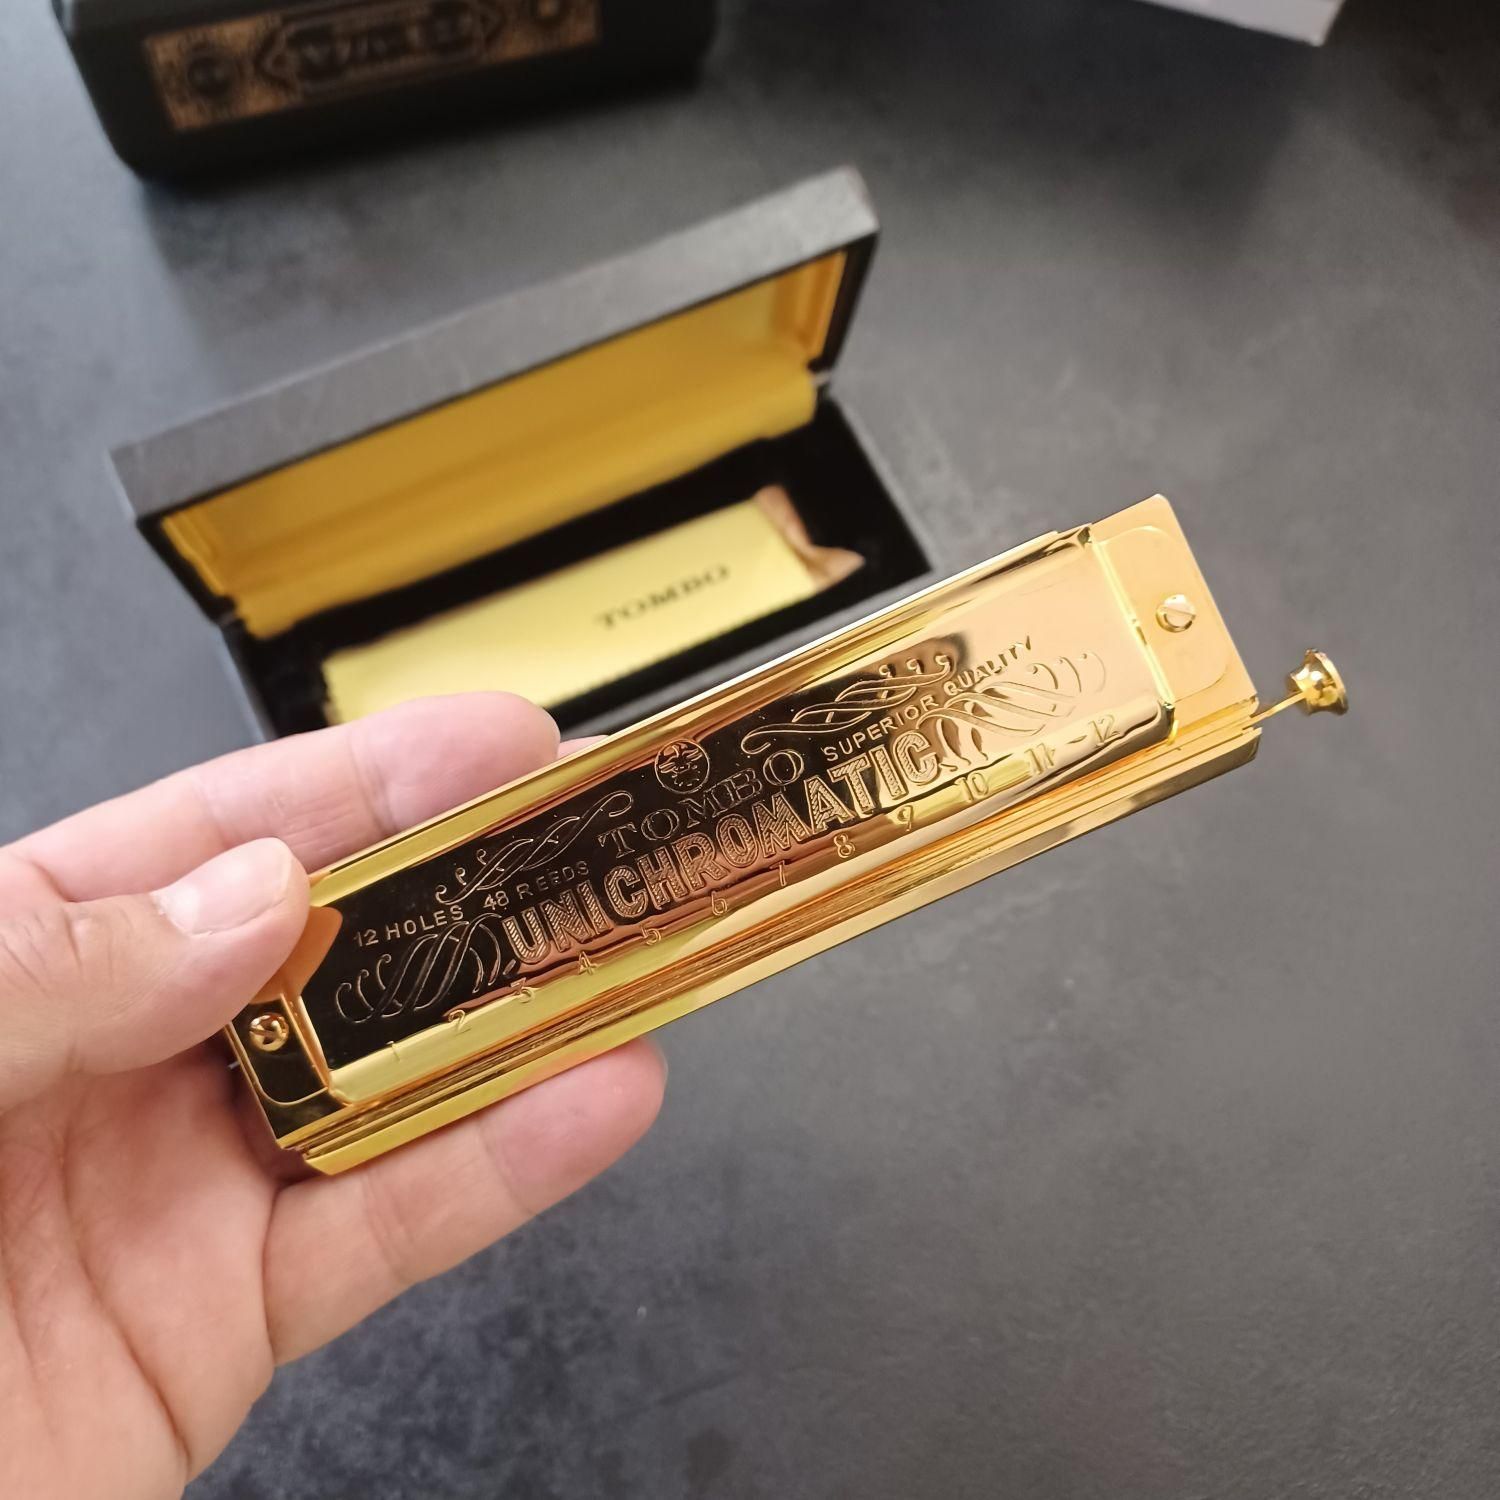 TOMBO
TOMBO
SUPERIOR QUALITY
12 HOLES 48 REEDS
UNICHROMATIC
1 2 3 4 5 6 7 8 9 10 11 12